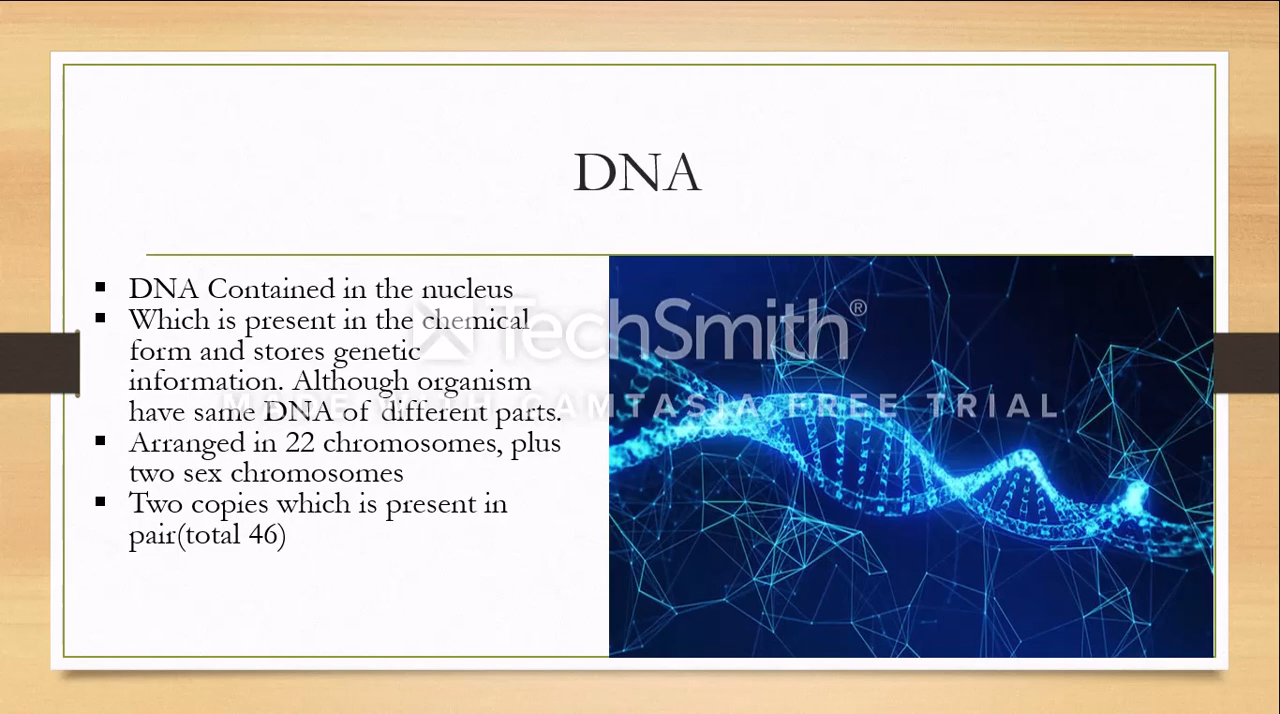 DNA
DNA Contained in the nucleus
Which is present in the chemical
form and stores genetic
information. Although organism
have same DNA of different parts.
Arranged in 22 chromosomes, plus
two sex chromosomes
Two copies which is present in
pair(total 46)
TechSmith®
MADE WITH CAMTASIA FREE TRIAL